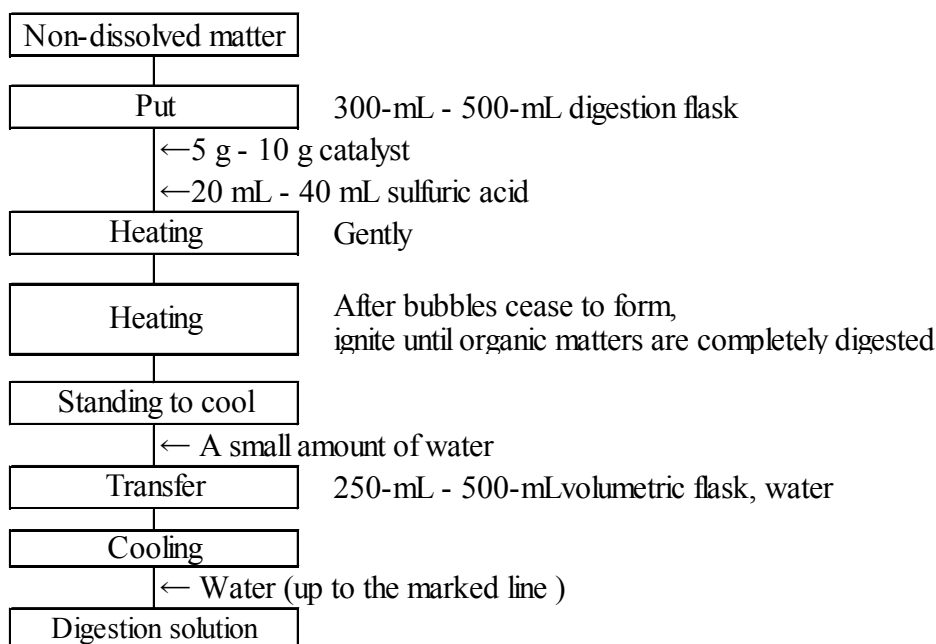 Non-dissolved matter
Put 300-mL - 500-mL digestion flask
←5 g - 10 g catalyst
←20 mL - 40 mL sulfuric acid
Heating Gently
Heating After bubbles cease to form,
ignite until organic matters are completely digested
Standing to cool
← A small amount of water
Transfer 250-mL - 500-mLvolumetric flask, water
Cooling
← Water (up to the marked line )
Digestion solution